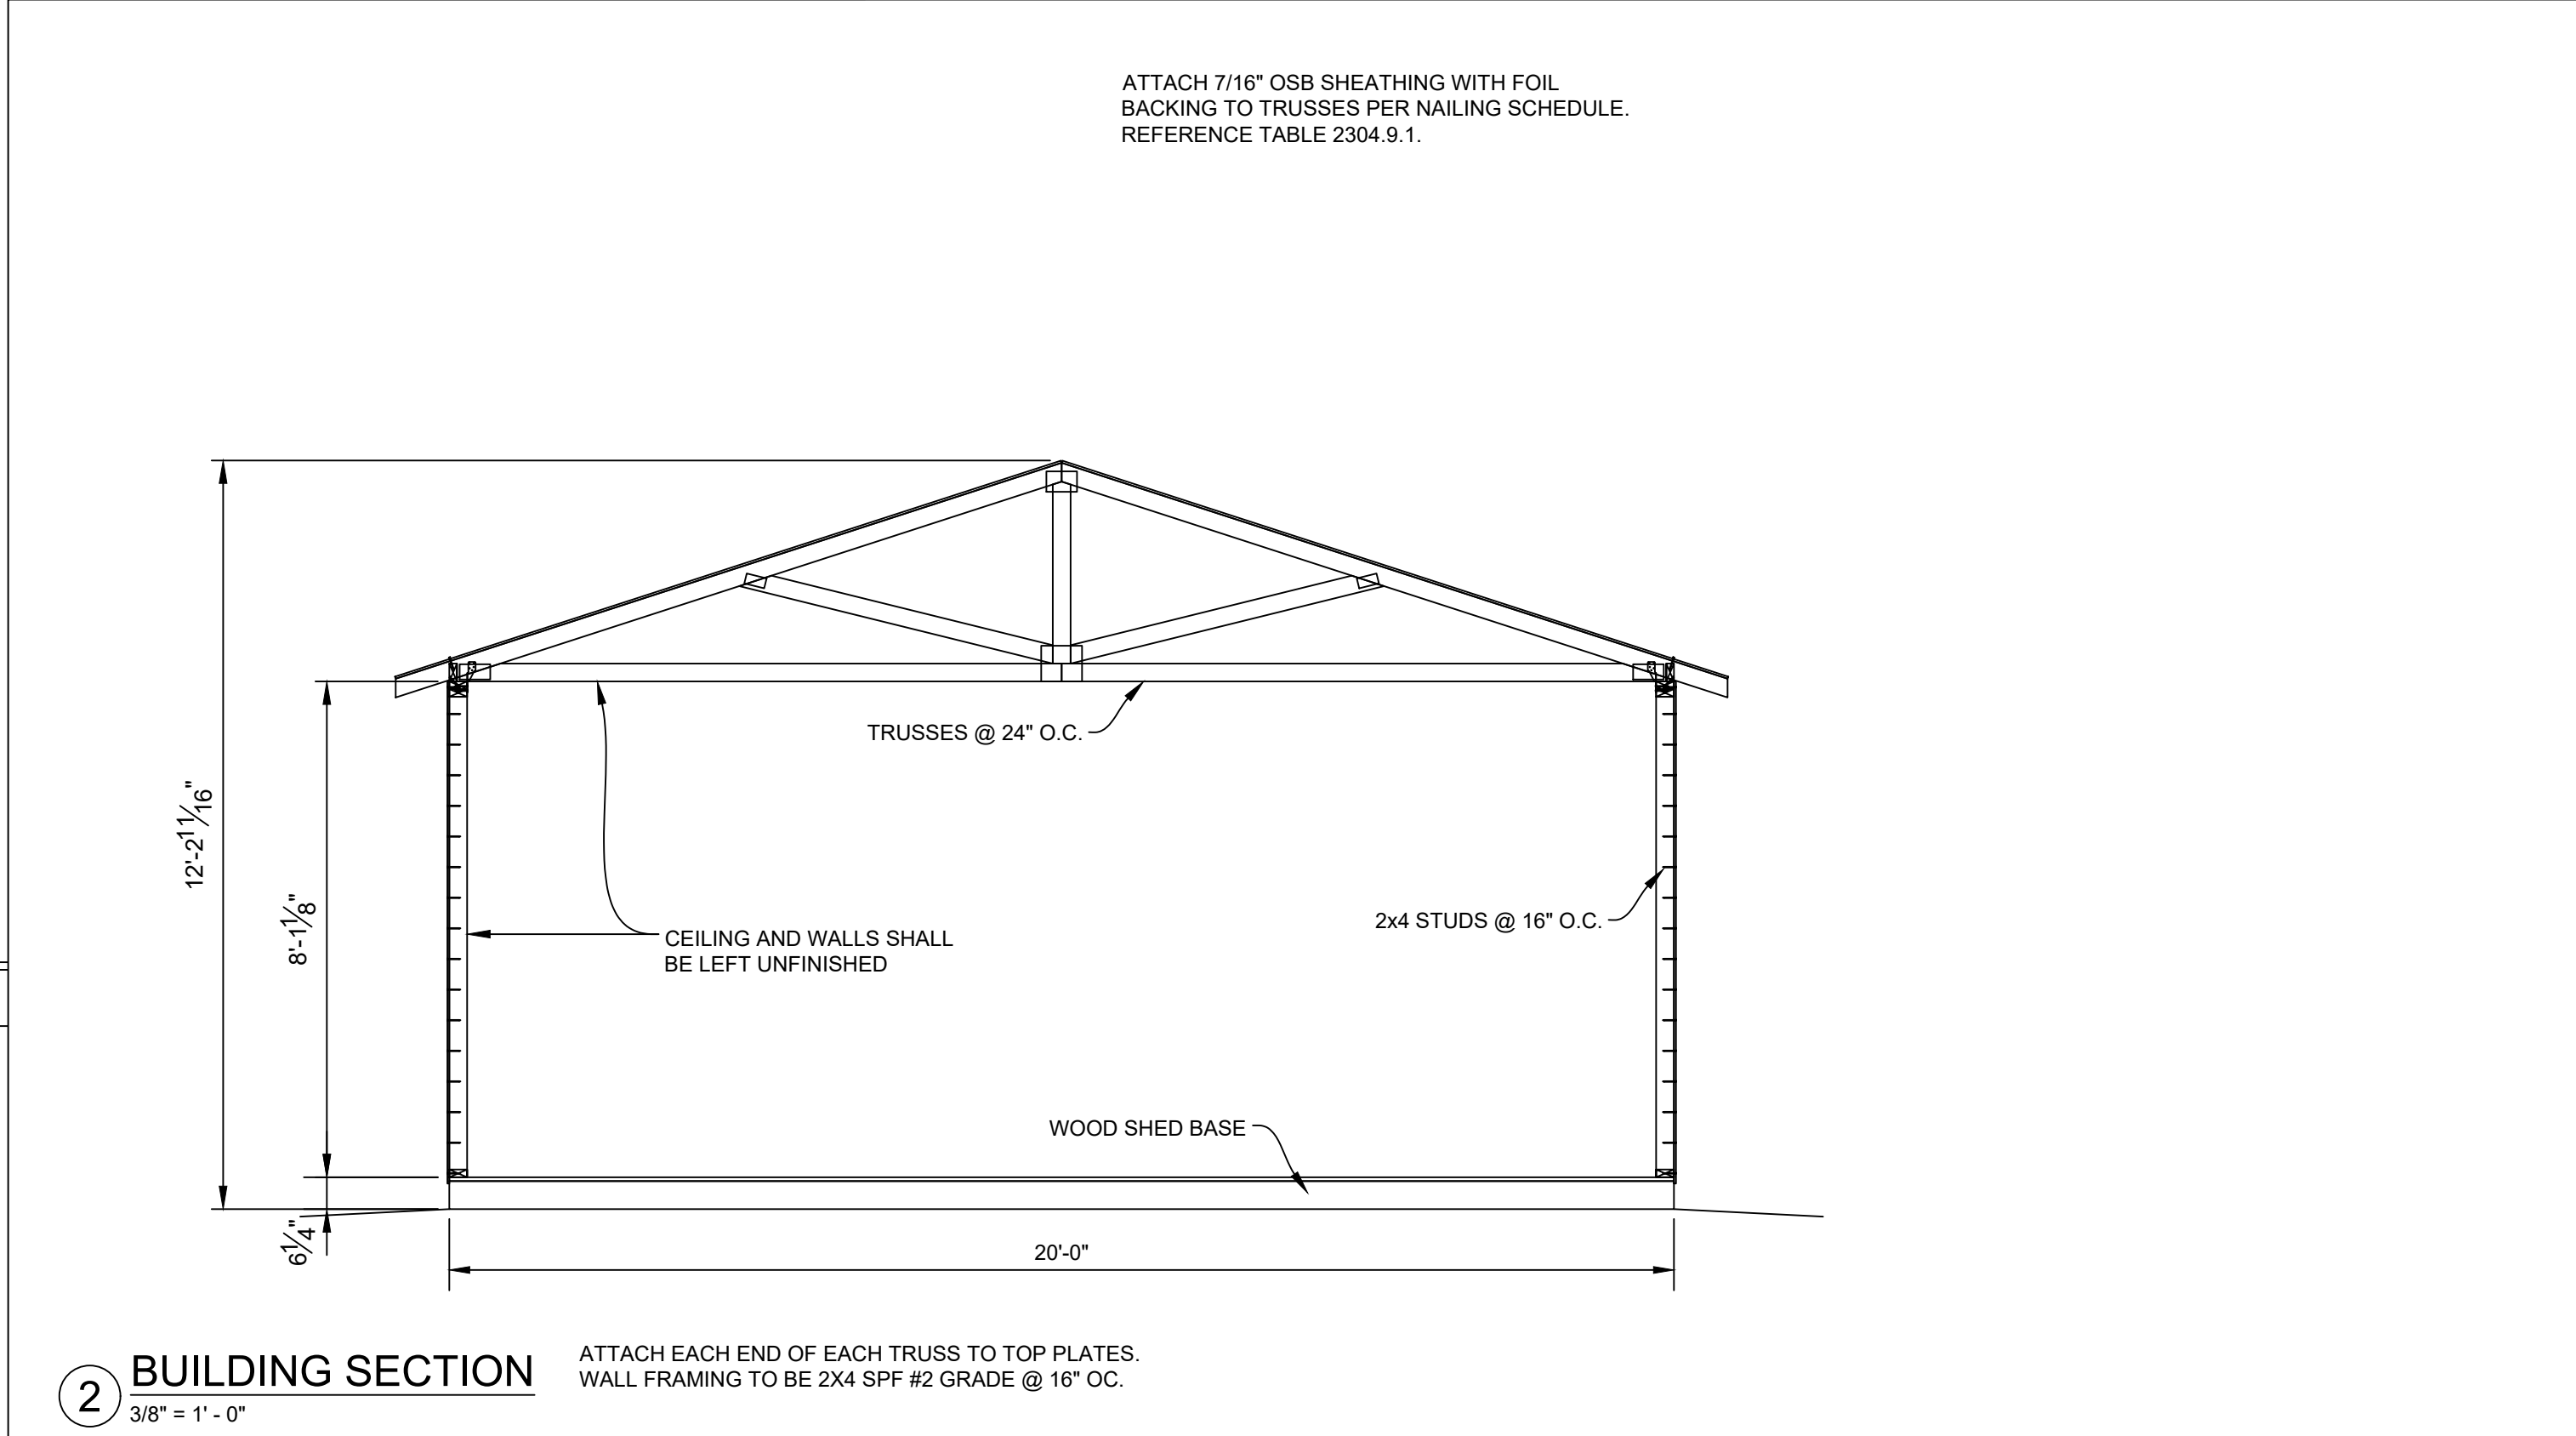 ATTACH 7/16" OSB SHEATHING WITH FOIL
BACKING TO TRUSSES PER NAILING SCHEDULE.
REFERENCE TABLE 2304.9.1.
TRUSSES @ 24" O.C.
12'-2 11/16"
8'-1 1/8"
2x4 STUDS @ 16" O.C.
CEILING AND WALLS SHALL
BE LEFT UNFINISHED
WOOD SHED BASE
6 1/4"
20'-0"
2
BUILDING SECTION
3/8" = 1' - 0"
ATTACH EACH END OF EACH TRUSS TO TOP PLATES.
WALL FRAMING TO BE 2X4 SPF #2 GRADE @ 16" OC.